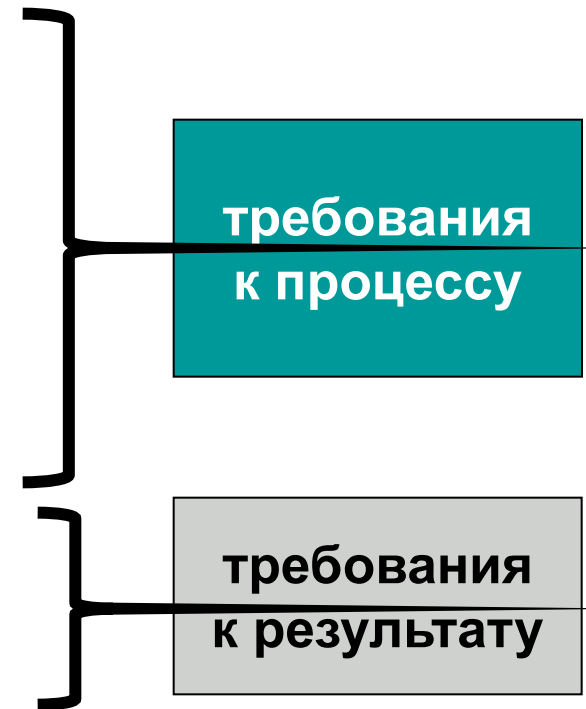 требования
к процессу
требования
к результату